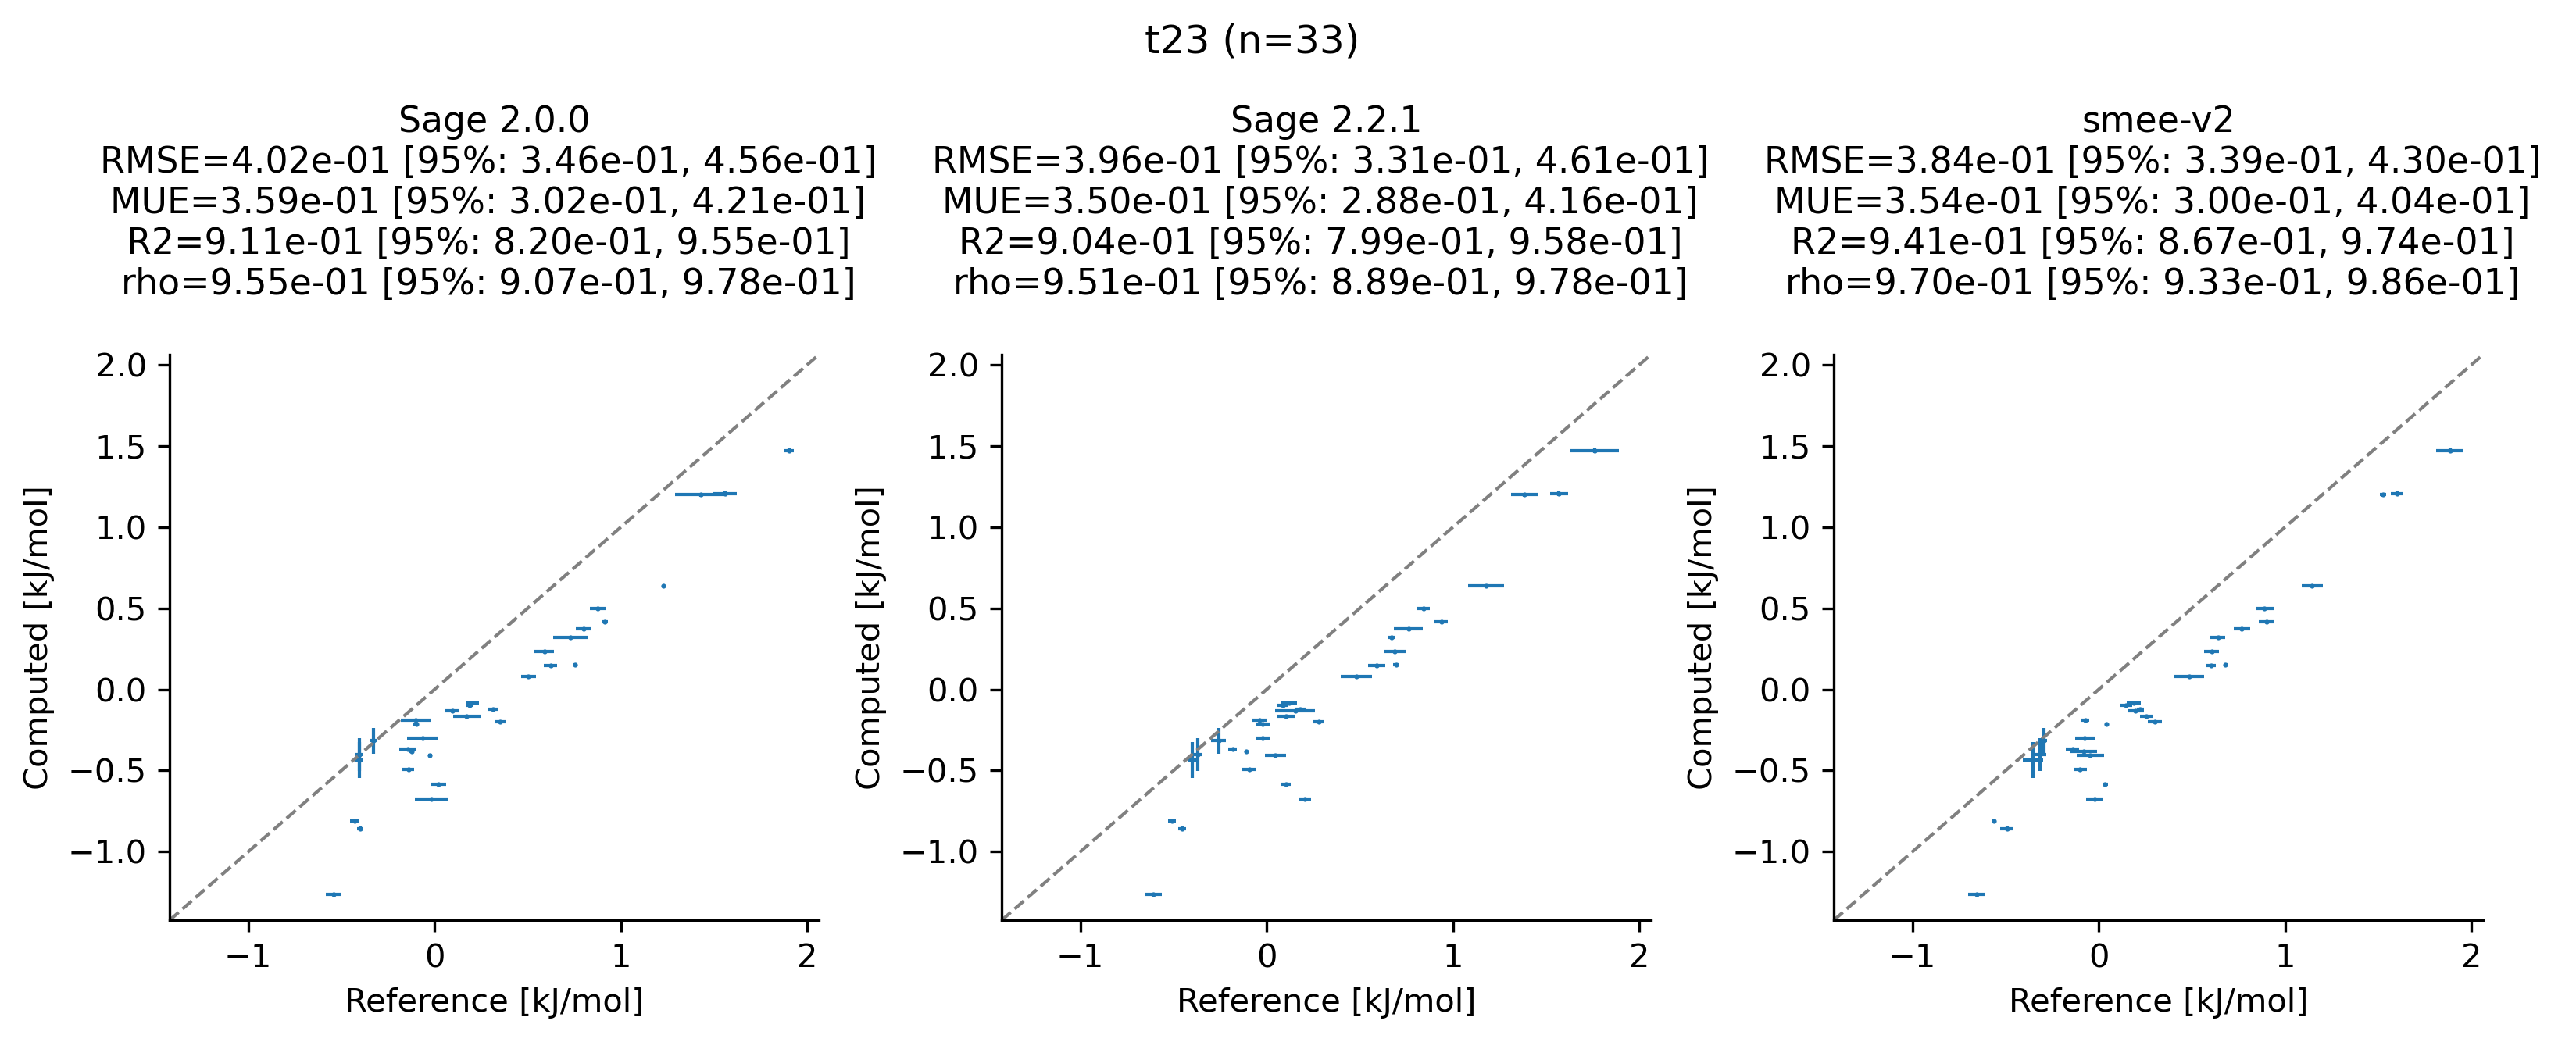 t23 (n=33)
Sage 2.0.0
RMSE=4.02e-01 [95%: 3.46e-01, 4.56e-01]
MUE=3.59e-01 [95%: 3.02e-01, 4.21e-01]
R2=9.11e-01 [95%: 8.20e-01, 9.55e-01]
rho=9.55e-01 [95%: 9.07e-01, 9.78e-01]
Computed [kJ/mol]
2.0
1.5
1.0
0.5
0.0
−0.5
−1.0
−1 0 1 2
Reference [kJ/mol]
Sage 2.2.1
RMSE=3.96e-01 [95%: 3.31e-01, 4.61e-01]
MUE=3.50e-01 [95%: 2.88e-01, 4.16e-01]
R2=9.04e-01 [95%: 7.99e-01, 9.58e-01]
rho=9.51e-01 [95%: 8.89e-01, 9.78e-01]
Computed [kJ/mol]
2.0
1.5
1.0
0.5
0.0
−0.5
−1.0
−1 0 1 2
Reference [kJ/mol]
smee-v2
RMSE=3.84e-01 [95%: 3.39e-01, 4.30e-01]
MUE=3.54e-01 [95%: 3.00e-01, 4.04e-01]
R2=9.41e-01 [95%: 8.67e-01, 9.74e-01]
rho=9.70e-01 [95%: 9.33e-01, 9.86e-01]
Computed [kJ/mol]
2.0
1.5
1.0
0.5
0.0
−0.5
−1.0
−1 0 1 2
Reference [kJ/mol]